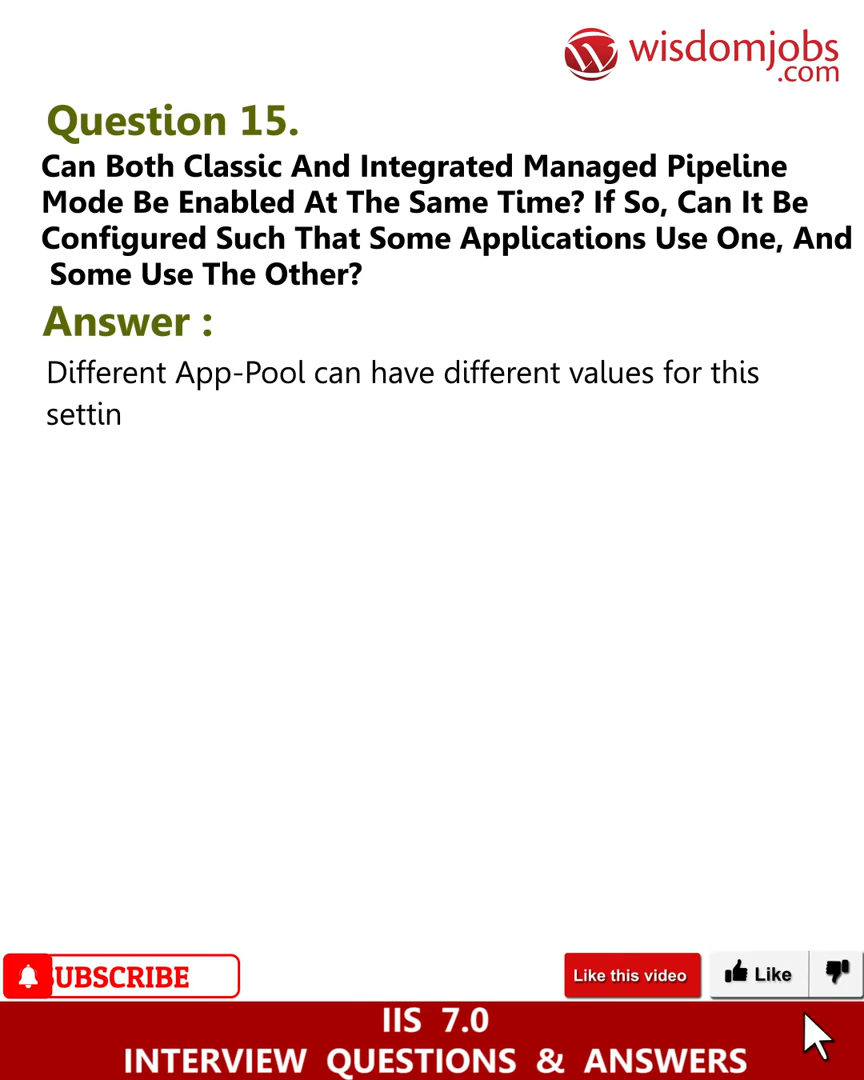 wisdomjobs
.com
Question 15.
Can Both Classic And Integrated Managed Pipeline
Mode Be Enabled At The Same Time? If So, Can It Be
Configured Such That Some Applications Use One, And
Some Use The Other?
Answer :
Different App-Pool can have different values for this
settin
UBSCRIBE
Like this video
Like
IIS 7.0
INTERVIEW QUESTIONS & ANSWERS